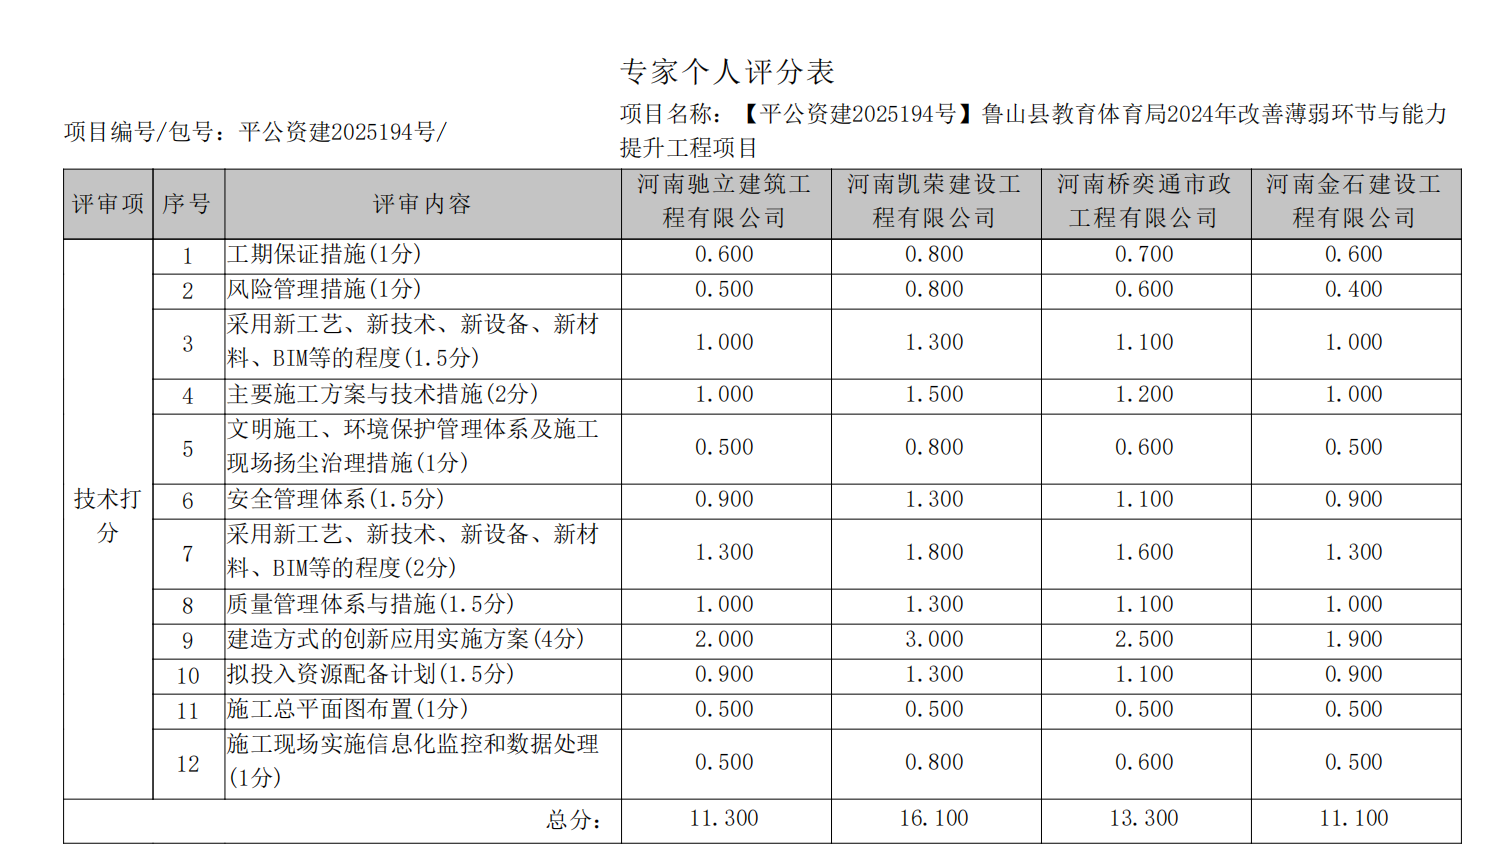 专家个人评分表
项目编号/包号：平公资建2025194号/
项目名称：【平公资建2025194号】鲁山县教育体育局2024年改善薄弱环节与能力
提升工程项目
评审项 序号 评审内容 河南驰立建筑工程有限公司 河南凯荣建设工程有限公司 河南桥奕通市政工程有限公司 河南金石建设工程有限公司
技术打分
1 工期保证措施(1分) 0.600 0.800 0.700 0.600
2 风险管理措施(1分) 0.500 0.800 0.600 0.400
3 采用新工艺、新技术、新设备、新材料、BIM等的程度(1.5分) 1.000 1.300 1.100 1.000
4 主要施工方案与技术措施(2分) 1.000 1.500 1.200 1.000
5 文明施工、环境保护管理体系及施工现场扬尘治理措施(1分) 0.500 0.800 0.600 0.500
6 安全管理体系(1.5分) 0.900 1.300 1.100 0.900
7 采用新工艺、新技术、新设备、新材料、BIM等的程度(2分) 1.300 1.800 1.600 1.300
8 质量管理体系与措施(1.5分) 1.000 1.300 1.100 1.000
9 建造方式的创新应用实施方案(4分) 2.000 3.000 2.500 1.900
10 拟投入资源配备计划(1.5分) 0.900 1.300 1.100 0.900
11 施工总平面图布置(1分) 0.500 0.500 0.500 0.500
12 施工现场实施信息化监控和数据处理(1分) 0.500 0.800 0.600 0.500
总分： 11.300 16.100 13.300 11.100